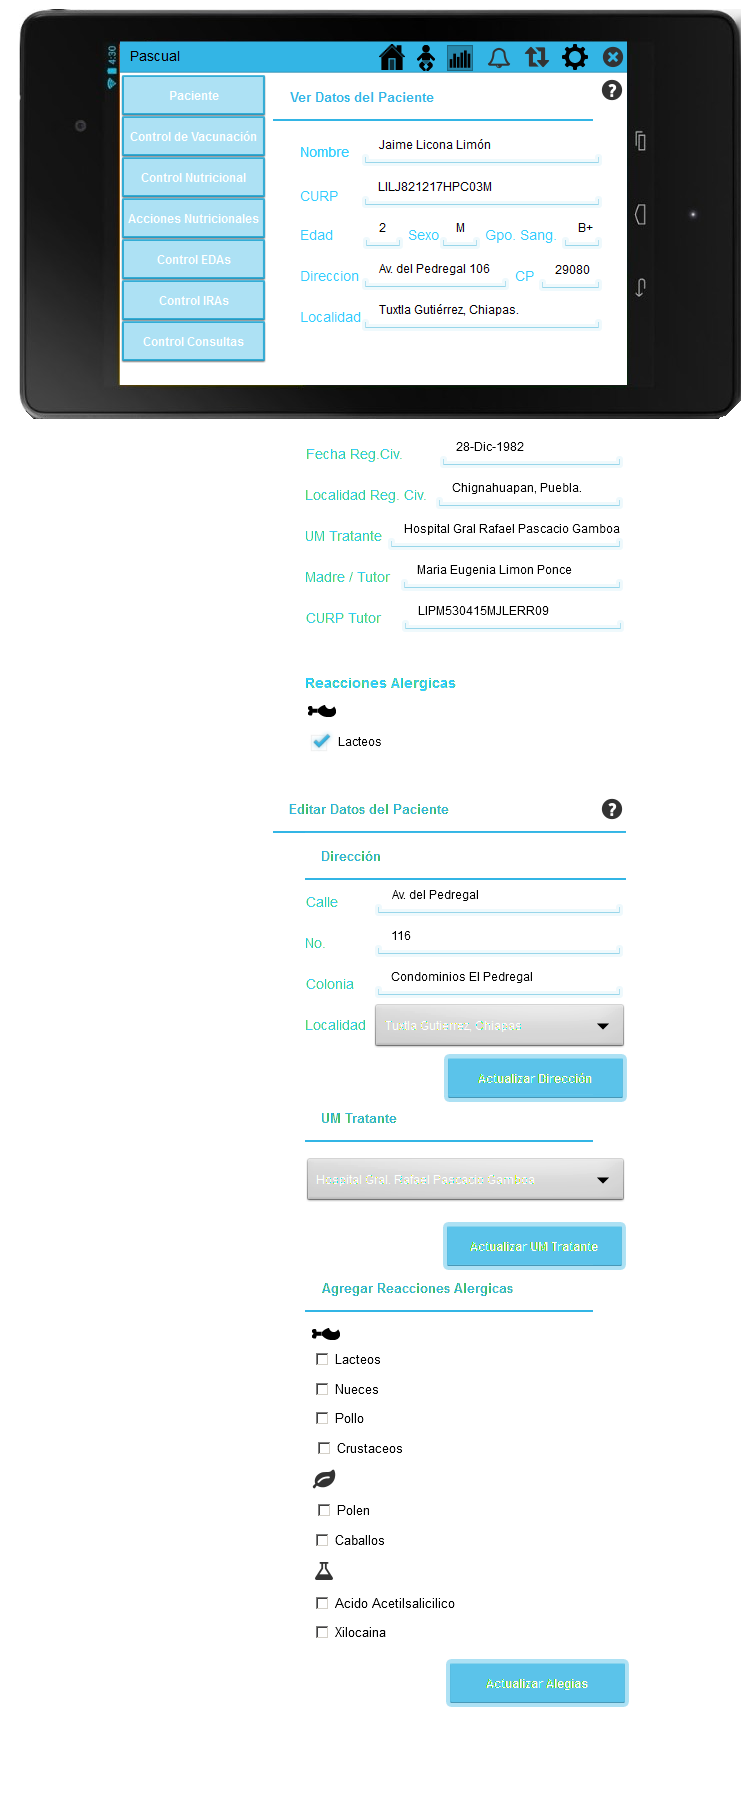 4:30
Pascual
Paciente
Control de Vacunación
Control Nutricional
Acciones Nutricionales
Control EDAs
Control IRAs
Control Consultas
Ver Datos del Paciente
?
Nombre Jaime Licona Limón
CURP LILJ821217HPC03M
Edad 2 Sexo M Gpo. Sang. B+
Direccion Av. del Pedregal 106 CP 29080
Localidad Tuxtla Gutiérrez, Chiapas.
Fecha Reg.Civ. 28-Dic-1982
Localidad Reg. Civ. Chignahuapan, Puebla.
UM Tratante Hospital Gral Rafael Pascacio Gamboa
Madre / Tutor Maria Eugenia Limon Ponce
CURP Tutor LIPM530415MJLERR09
Reacciones Alergicas
Lacteos
Editar Datos del Paciente
?
Dirección
Calle Av. del Pedregal
No. 116
Colonia Condominios El Pedregal
Localidad Tuxtla Gutierrez, Chiapas
Actualizar Dirección
UM Tratante
Hospital Gral. Rafael Pascacio Gamboa
Actualizar UM Tratante
Agregar Reacciones Alergicas
Lacteos
Nueces
Pollo
Crustaceos
Polen
Caballos
Acido Acetilsalicilico
Xilocaina
Actualizar Alegias